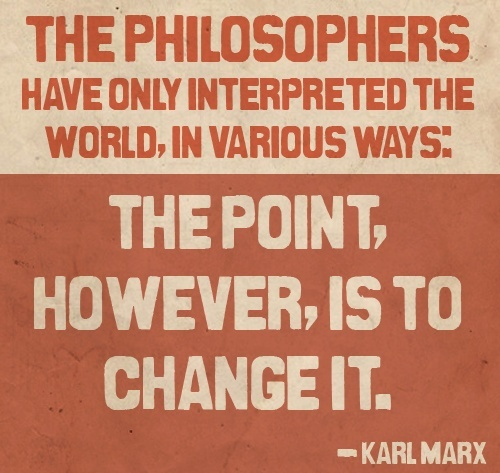 THE PHILOSOPHERS
HAVE ONLY INTERPRETED THE
WORLD, IN VARIOUS WAYS:
THE POINT,
HOWEVER, IS TO
CHANGE IT.
– KARL MARX